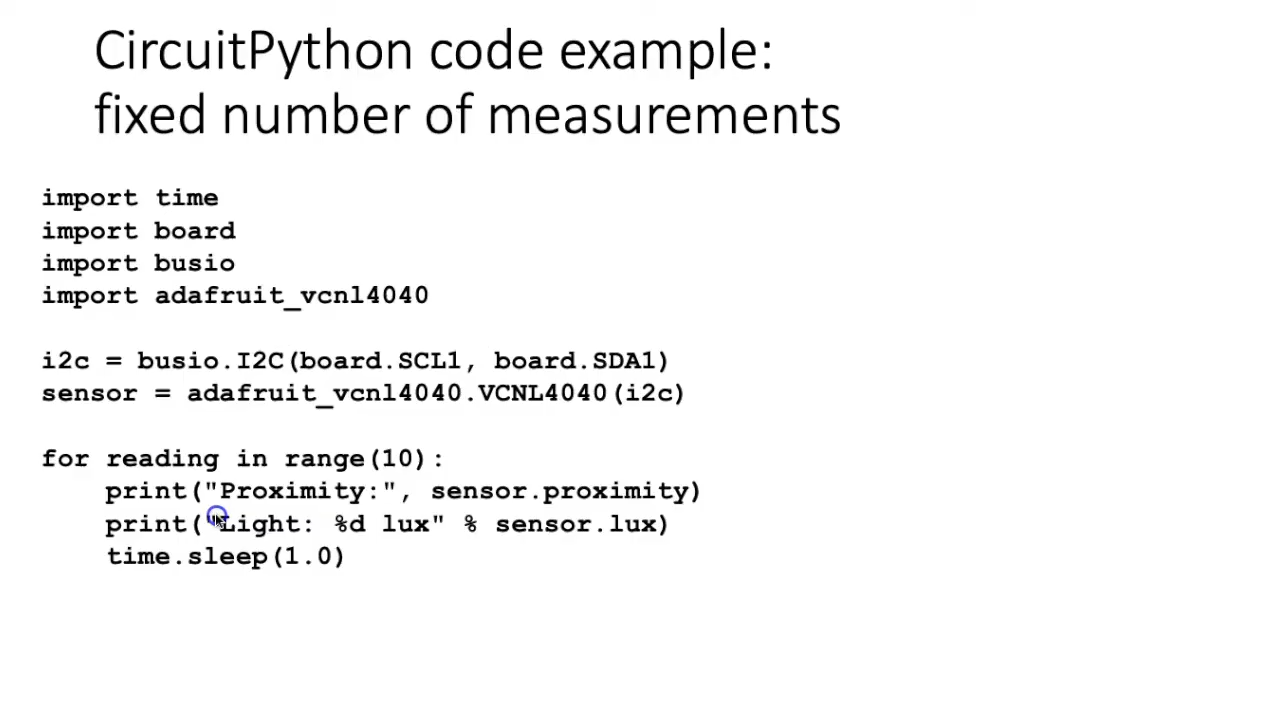 CircuitPython code example:
fixed number of measurements
import time
import board
import busio
import adafruit_vcnl4040
i2c = busio.I2C(board.SCL1, board.SDA1)
sensor = adafruit_vcnl4040.VCNL4040(i2c)
for reading in range(10):
    print("Proximity:", sensor.proximity)
    print("Light: %d lux" % sensor.lux)
    time.sleep(1.0)